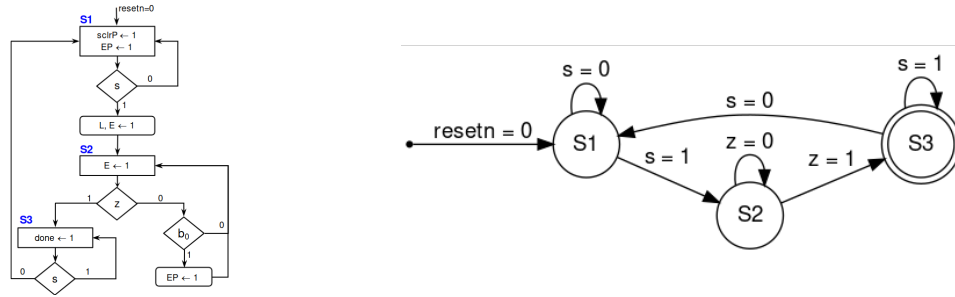 resetn=0
S1
sclrP ← 1
EP ← 1
s
0
1
L, E ← 1
S2
E ← 1
z
1
0
S3
done ← 1
b0
0
1
EP ← 1
s
0
1
resetn = 0
s = 0
S1
s = 1
s = 0
z = 0
S2
z = 1
s = 1
S3